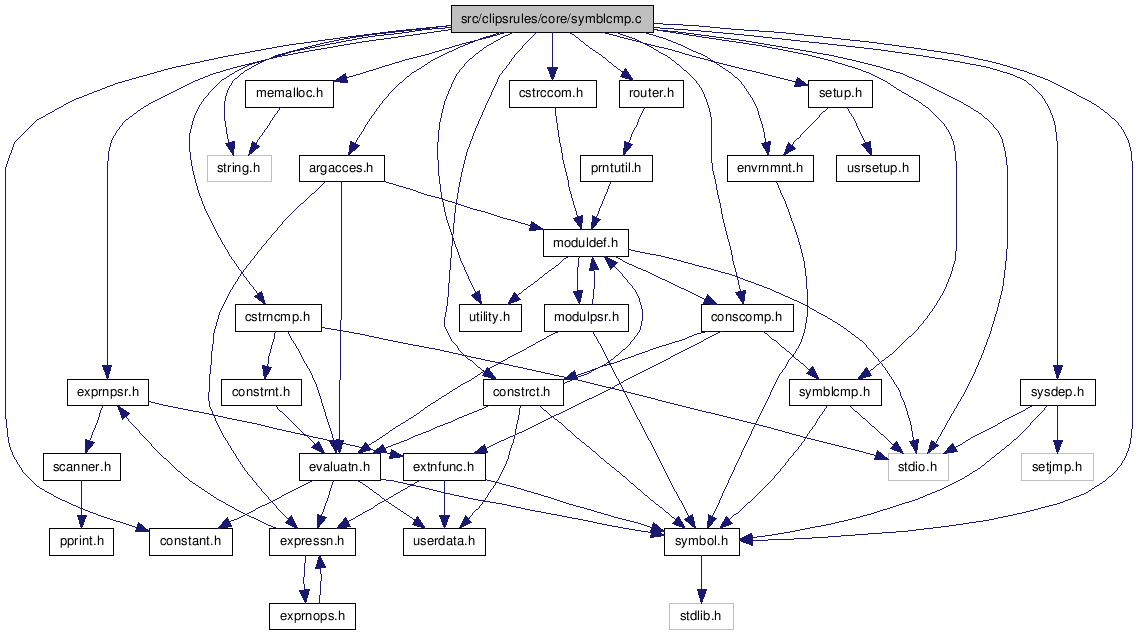 src/clipsrules/core/symblcmp.c
memalloc.h
cstrccom.h
router.h
setup.h
string.h
argacces.h
prntutil.h
envrnmnt.h
usrsetup.h
moduldef.h
cstrncmp.h
utility.h
modulpsr.h
conscomp.h
exprnpsr.h
constrnt.h
constrct.h
symblcmp.h
sysdep.h
scanner.h
evaluatn.h
extnfunc.h
stdio.h
setjmp.h
pprint.h
constant.h
expressn.h
userdata.h
symbol.h
exprnops.h
stdlib.h